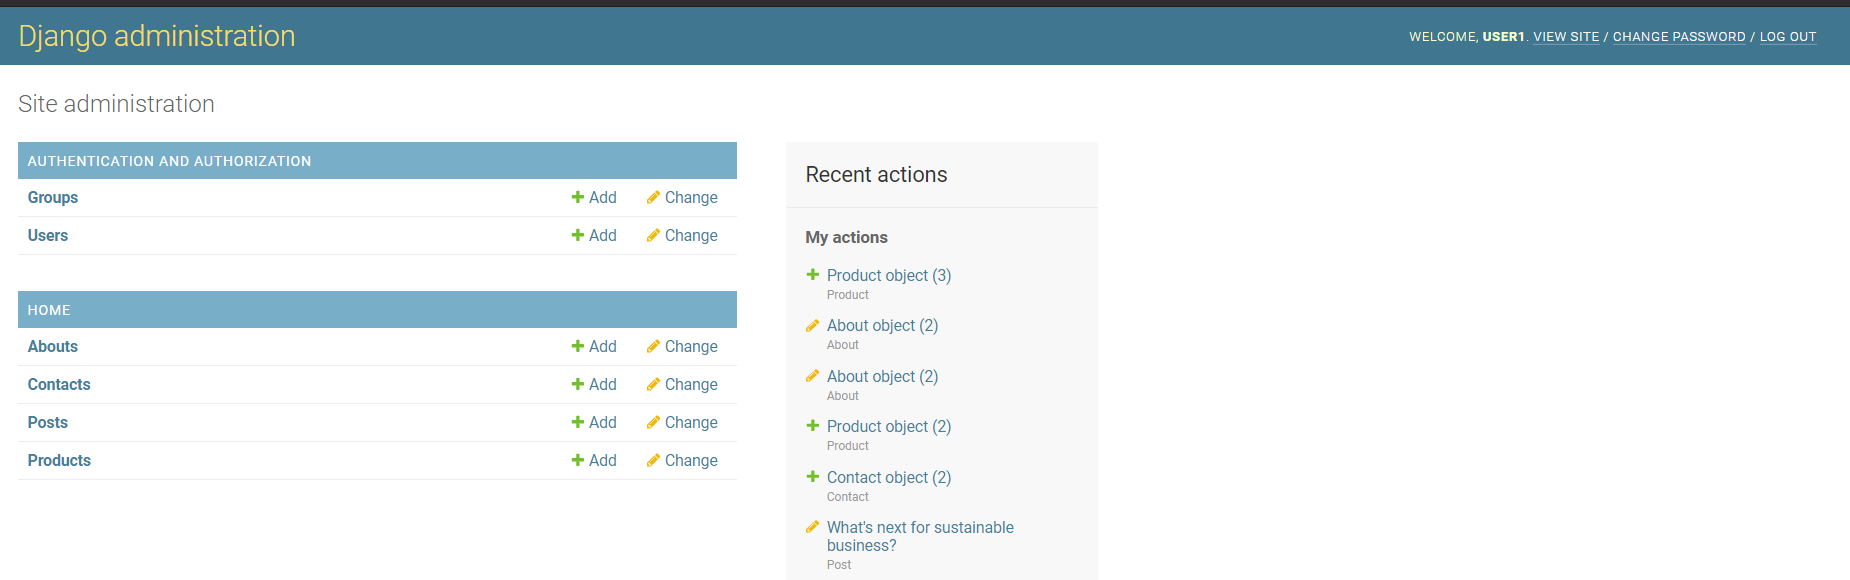 Django administration
WELCOME, USER1. VIEW SITE / CHANGE PASSWORD / LOG OUT
Site administration
AUTHENTICATION AND AUTHORIZATION
Groups Add Change
Users Add Change
HOME
Abouts Add Change
Contacts Add Change
Posts Add Change
Products Add Change
Recent actions
My actions
Product object (3)
Product
About object (2)
About
About object (2)
About
Product object (2)
Product
Contact object (2)
Contact
What's next for sustainable
business?
Post